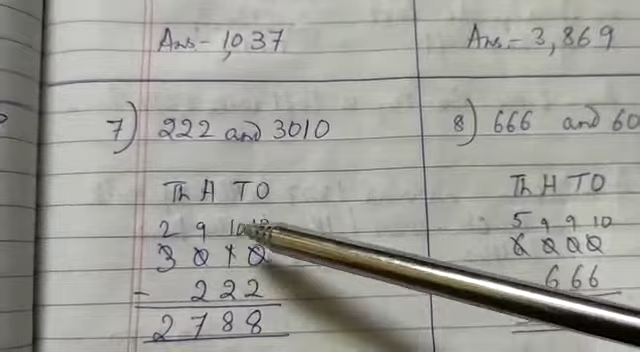 Ans - 1,037
Ans - 3,869
7) 222 and 3010
Th H T O
2 9 10 10
3 0 1 0
- 222
2788
8) 666 and 60
Th H T O
5 9 9 10
6 0 0 0
666